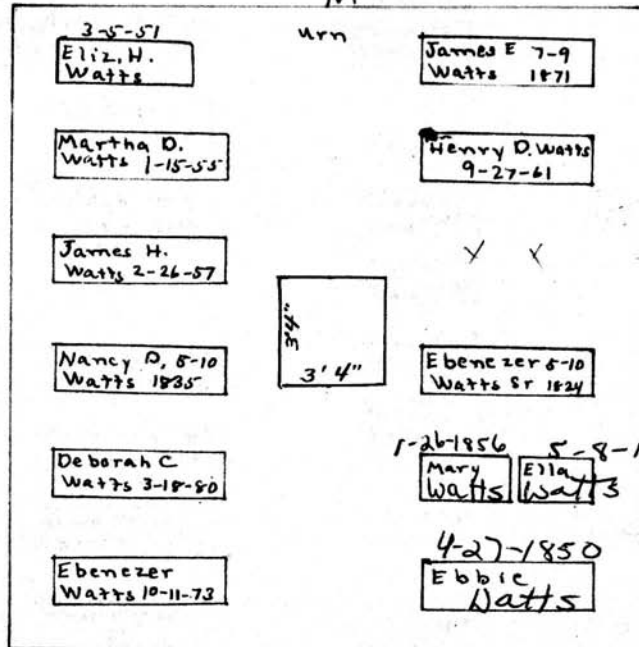 3-5-51
Eliz. H.
Watts
urn
James E 7-9
Watts 1871
Martha D.
Watts 1-15-55
Henry D. Watts
9-27-61
James H.
Watts 2-26-57
3'4"
3' 4"
Nancy D, 5-10
Watts 1835
Ebenezer 5-10
Watts Sr 1824
Deborah C
Watts 3-18-80
1-26-1856
Mary
Watts
5-8-1
Ella
Watts
Ebenezer
Watts 10-11-73
4-27-1850
Ebbie
Watts